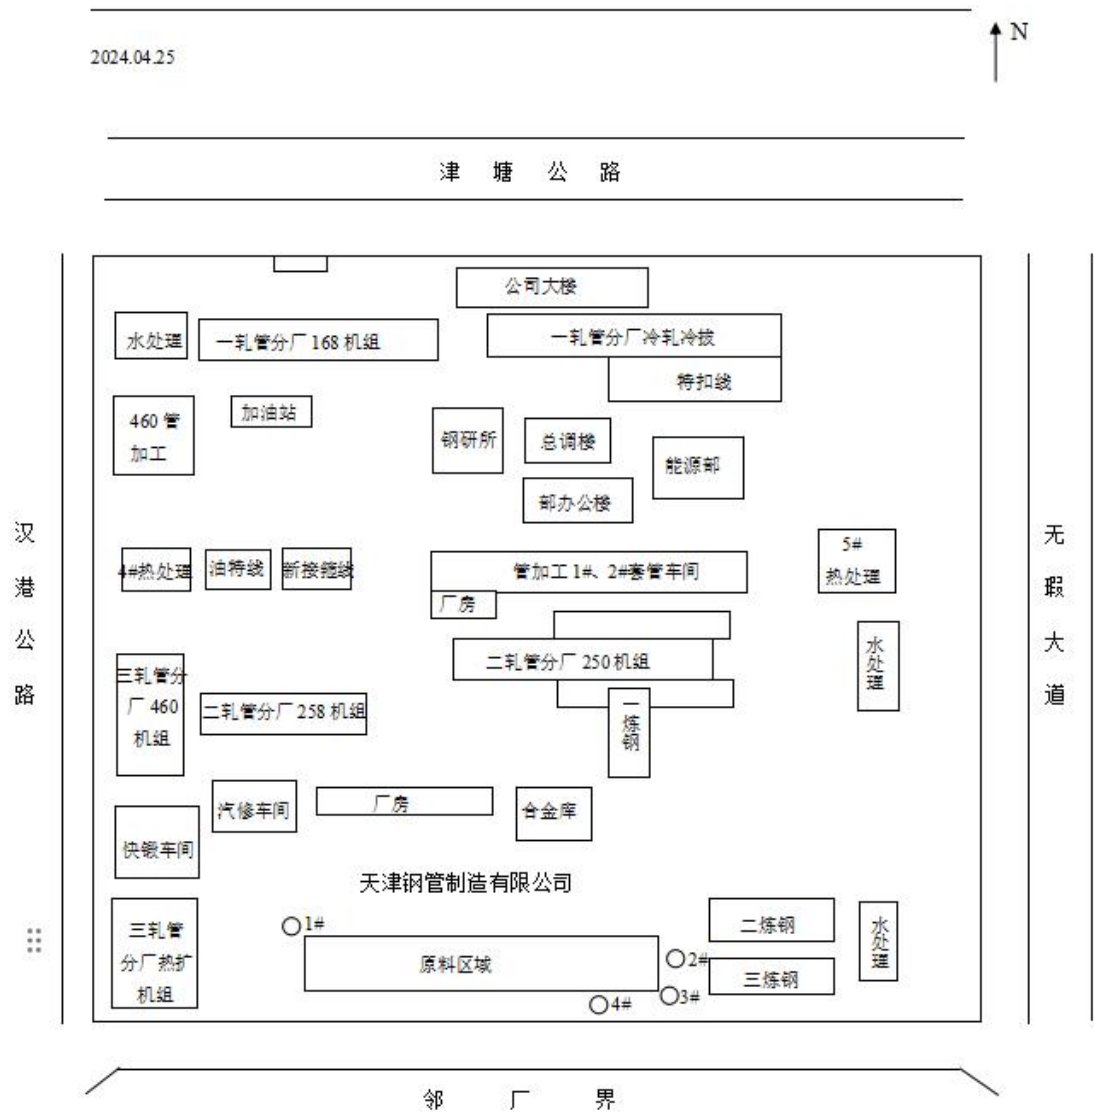 N
2024.04.25
津塘公路
公司大楼
水处理
一轧管分厂168机组
一轧管分厂冷轧冷拔
特扣线
460管
加工
加油站
钢研所
总调楼
能源部
部办公楼
汉港公路
无瑕大道
4#热处理
油特线
新接箍线
管加工1#、2#套管车间
5#
热处理
厂房
水处理
二轧管分厂250机组
三轧管分
厂460
机组
二轧管分厂258机组
一炼钢
汽修车间
厂房
合金库
快锻车间
天津钢管制造有限公司
三轧管
分厂热扩
机组
1#
原料区域
2#
3#
4#
二炼钢
三炼钢
水处理
邻厂界